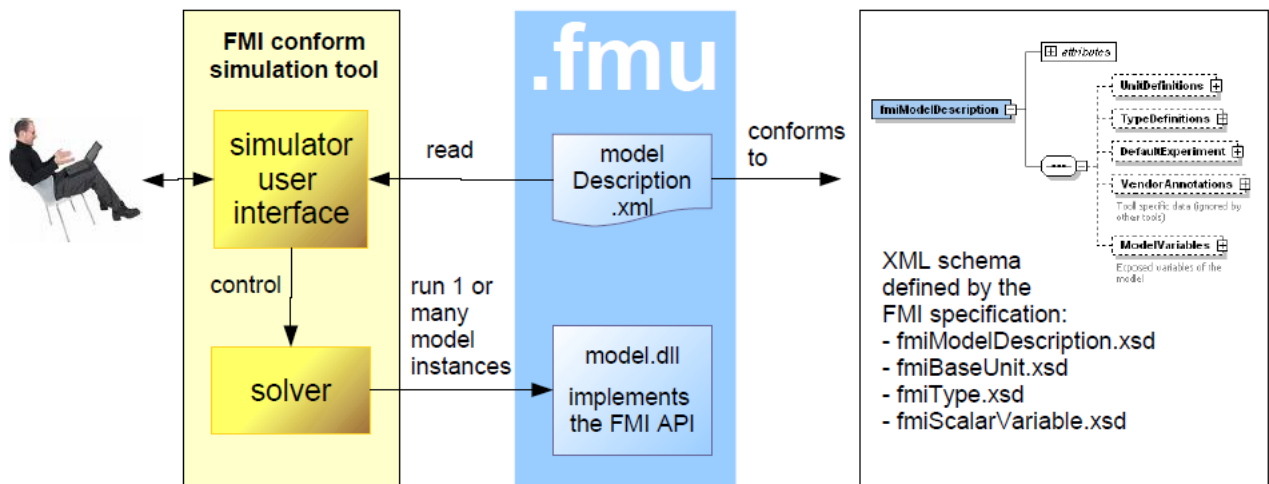 FMI conform
simulation tool
simulator
user
interface
control
solver
read
run 1 or
many
model
instances
.fmu
model
Description
.xml
model.dll
implements
the FMI API
conforms
to
attributes
fmiModelDescription
UnitDefinitions
TypeDefinitions
DefaultExperiment
VendorAnnotations
Tool specific data (ignored by
other tools)
ModelVariables
Exposed variables of the
model
XML schema
defined by the
FMI specification:
- fmiModelDescription.xsd
- fmiBaseUnit.xsd
- fmiType.xsd
- fmiScalarVariable.xsd